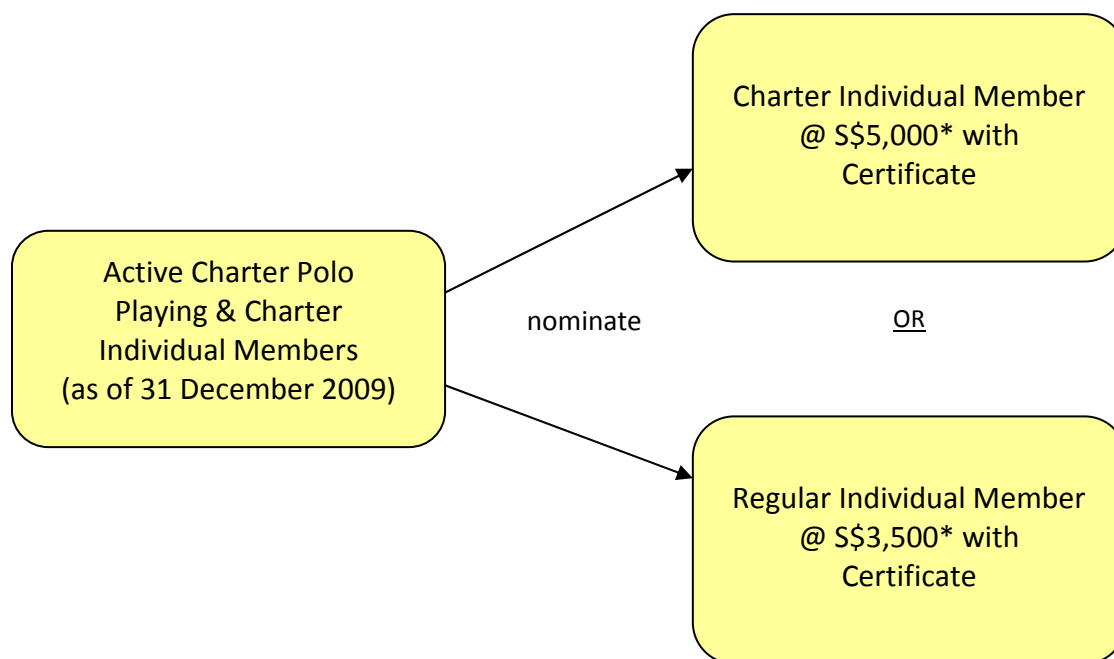 Charter Individual Member
@ S$5,000* with
Certificate
Active Charter Polo
Playing & Charter
Individual Members
(as of 31 December 2009)
nominate
OR
Regular Individual Member
@ S$3,500* with
Certificate